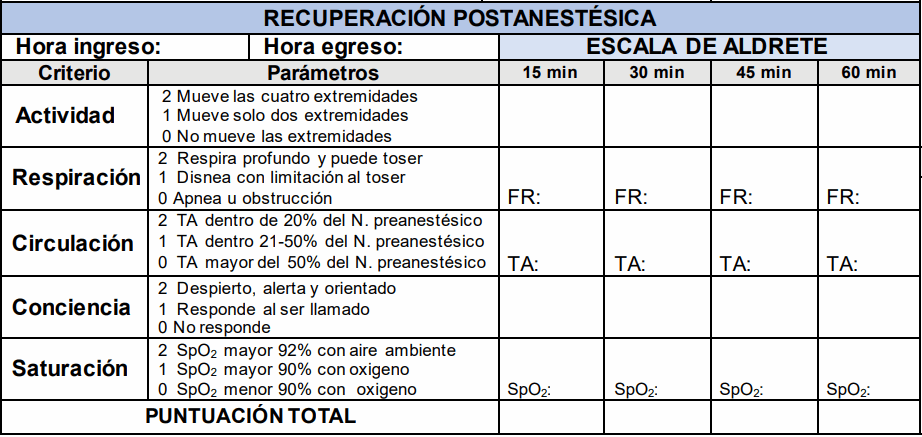 RECUPERACIÓN POSTANESTÉSICA
Hora ingreso: Hora egreso: ESCALA DE ALDRETE
Criterio Parámetros 15 min 30 min 45 min 60 min
Actividad
2 Mueve las cuatro extremidades
1 Mueve solo dos extremidades
0 No mueve las extremidades
Respiración
2 Respira profundo y puede toser
1 Disnea con limitación al toser
0 Apnea u obstrucción
FR: FR: FR: FR:
Circulación
2 TA dentro de 20% del N. preanestésico
1 TA dentro 21-50% del N. preanestésico
0 TA mayor del 50% del N. preanestésico
TA: TA: TA: TA:
Conciencia
2 Despierto, alerta y orientado
1 Responde al ser llamado
0 No responde
Saturación
2 SpO₂ mayor 92% con aire ambiente
1 SpO₂ mayor 90% con oxigeno
0 SpO₂ menor 90% con oxigeno
SpO₂: SpO₂: SpO₂: SpO₂:
PUNTUACIÓN TOTAL